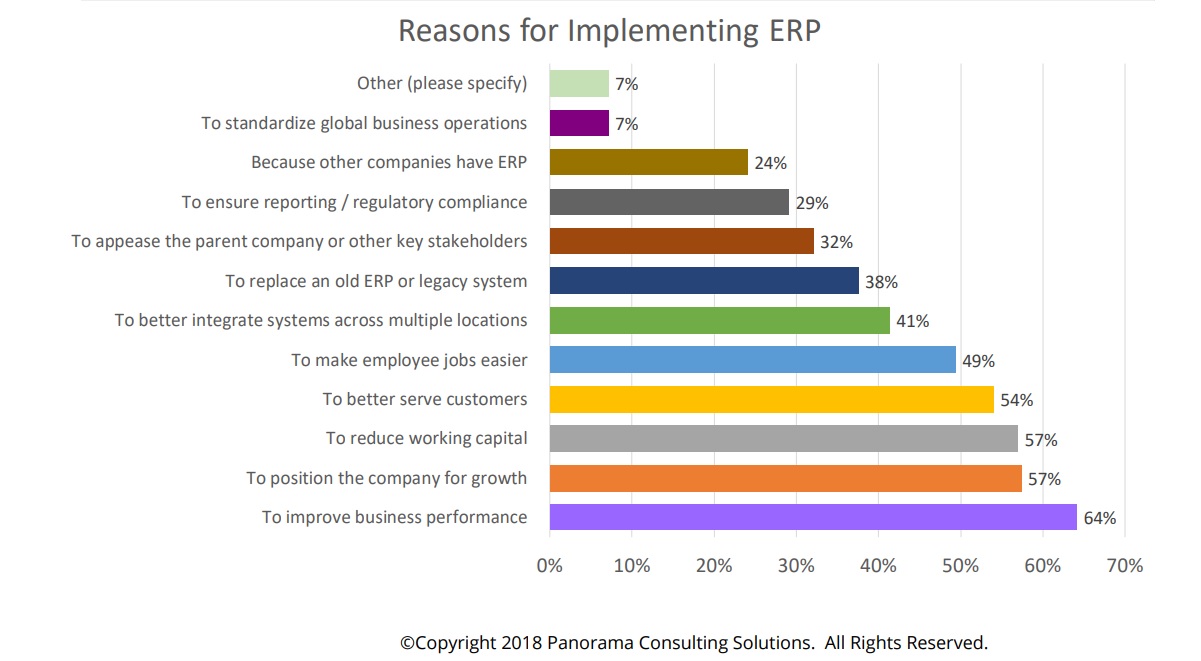 Reasons for Implementing ERP
Other (please specify) 7%
To standardize global business operations 7%
Because other companies have ERP 24%
To ensure reporting / regulatory compliance 29%
To appease the parent company or other key stakeholders 32%
To replace an old ERP or legacy system 38%
To better integrate systems across multiple locations 41%
To make employee jobs easier 49%
To better serve customers 54%
To reduce working capital 57%
To position the company for growth 57%
To improve business performance 64%
0% 10% 20% 30% 40% 50% 60% 70%
©Copyright 2018 Panorama Consulting Solutions.  All Rights Reserved.